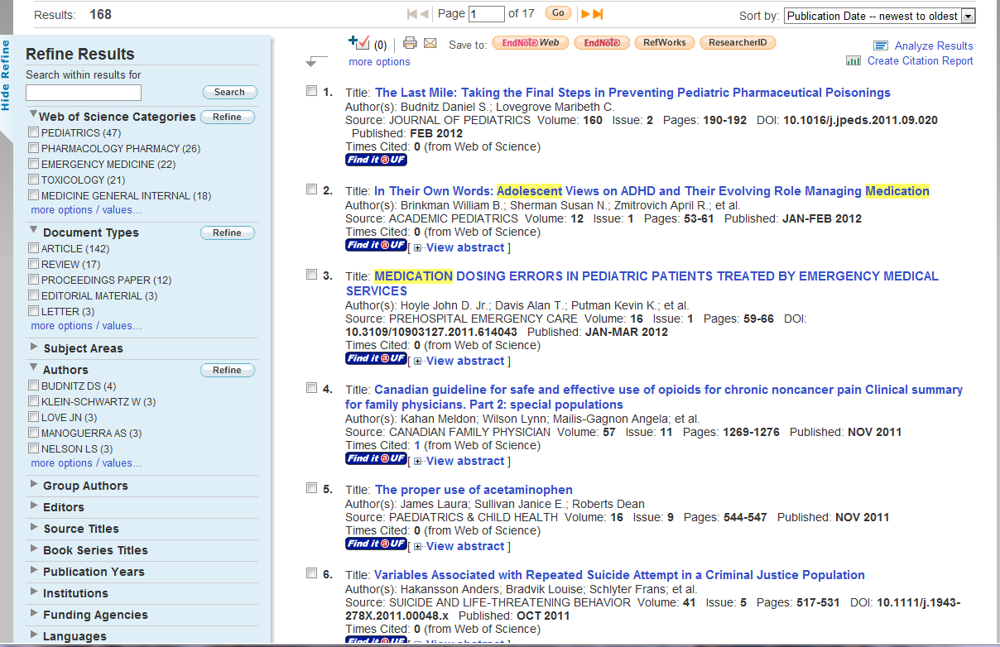 Results: 168 Page 1 of 17 Go Sort by: Publication Date -- newest to oldest
Hide Refine
Refine Results
Search within results for
Search
Web of Science Categories Refine
PEDIATRICS (47)
PHARMACOLOGY PHARMACY (26)
EMERGENCY MEDICINE (22)
TOXICOLOGY (21)
MEDICINE GENERAL INTERNAL (18)
more options / values...
Document Types Refine
ARTICLE (142)
REVIEW (17)
PROCEEDINGS PAPER (12)
EDITORIAL MATERIAL (3)
LETTER (3)
more options / values...
Subject Areas
Authors Refine
BUDNITZ DS (4)
KLEIN-SCHWARTZ W (3)
LOVE JN (3)
MANOGUERRA AS (3)
NELSON LS (3)
more options / values...
Group Authors
Editors
Source Titles
Book Series Titles
Publication Years
Institutions
Funding Agencies
Languages
(0) Save to: EndNote Web EndNote RefWorks ResearcherID
more options
Analyze Results
Create Citation Report
1. Title: The Last Mile: Taking the Final Steps in Preventing Pediatric Pharmaceutical Poisonings
Author(s): Budnitz Daniel S.; Lovegrove Maribeth C.
Source: JOURNAL OF PEDIATRICS Volume: 160 Issue: 2 Pages: 190-192 DOI: 10.1016/j.jpeds.2011.09.020
Published: FEB 2012
Times Cited: 0 (from Web of Science)
Find it @ UF
2. Title: In Their Own Words: Adolescent Views on ADHD and Their Evolving Role Managing Medication
Author(s): Brinkman William B.; Sherman Susan N.; Zmitrovich April R.; et al.
Source: ACADEMIC PEDIATRICS Volume: 12 Issue: 1 Pages: 53-61 Published: JAN-FEB 2012
Times Cited: 0 (from Web of Science)
Find it @ UF [ View abstract ]
3. Title: MEDICATION DOSING ERRORS IN PEDIATRIC PATIENTS TREATED BY EMERGENCY MEDICAL
SERVICES
Author(s): Hoyle John D. Jr.; Davis Alan T.; Putman Kevin K.; et al.
Source: PREHOSPITAL EMERGENCY CARE Volume: 16 Issue: 1 Pages: 59-66 DOI:
10.3109/10903127.2011.614043 Published: JAN-MAR 2012
Times Cited: 0 (from Web of Science)
Find it @ UF [ View abstract ]
4. Title: Canadian guideline for safe and effective use of opioids for chronic noncancer pain Clinical summary
for family physicians. Part 2: special populations
Author(s): Kahan Meldon; Wilson Lynn; Mailis-Gagnon Angela; et al.
Source: CANADIAN FAMILY PHYSICIAN Volume: 57 Issue: 11 Pages: 1269-1276 Published: NOV 2011
Times Cited: 1 (from Web of Science)
Find it @ UF [ View abstract ]
5. Title: The proper use of acetaminophen
Author(s): James Laura; Sullivan Janice E.; Roberts Dean
Source: PAEDIATRICS & CHILD HEALTH Volume: 16 Issue: 9 Pages: 544-547 Published: NOV 2011
Times Cited: 0 (from Web of Science)
Find it @ UF [ View abstract ]
6. Title: Variables Associated with Repeated Suicide Attempt in a Criminal Justice Population
Author(s): Hakansson Anders; Bradvik Louise; Schlyter Frans; et al.
Source: SUICIDE AND LIFE-THREATENING BEHAVIOR Volume: 41 Issue: 5 Pages: 517-531 DOI: 10.1111/j.1943-
278X.2011.00048.x Published: OCT 2011
Times Cited: 0 (from Web of Science)
Find it @ UF [ View abstract ]